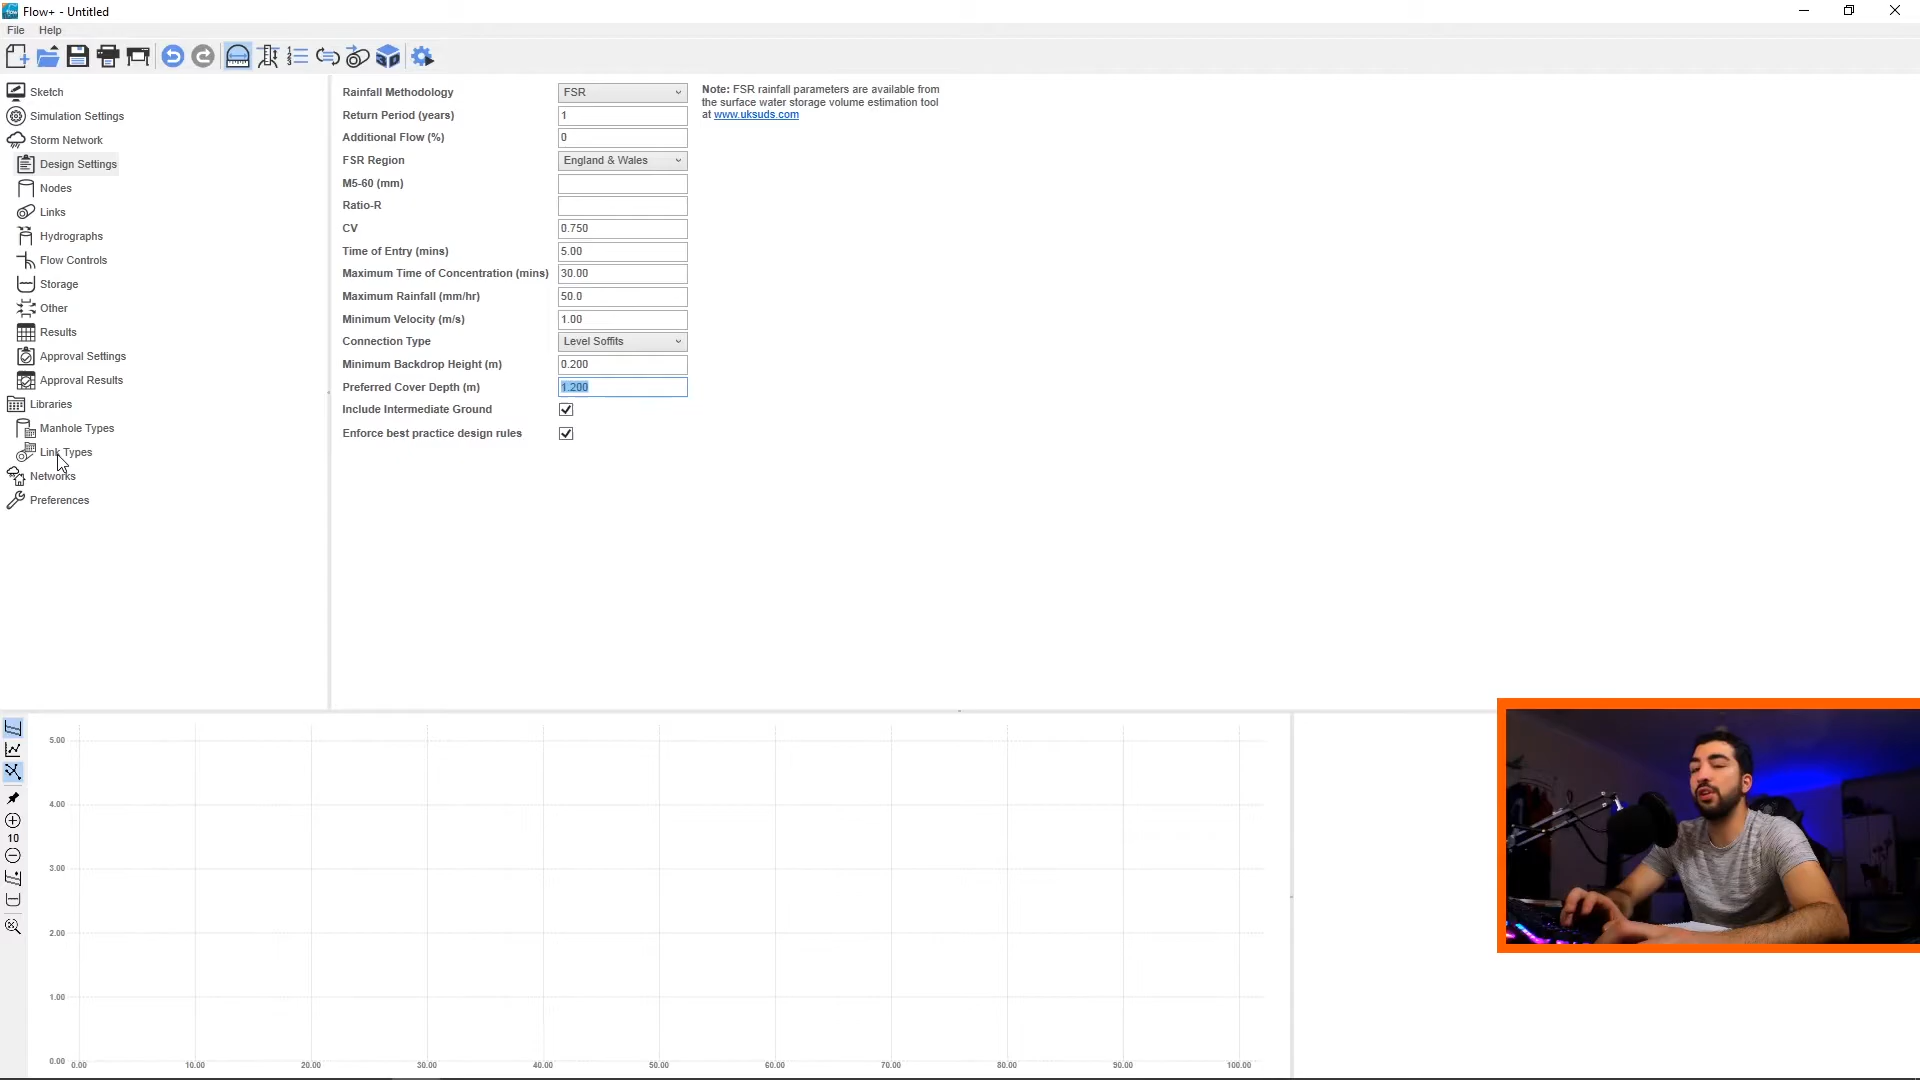 Flow+ - Untitled
File Help
Sketch
Simulation Settings
Storm Network
Design Settings
Nodes
Links
Hydrographs
Flow Controls
Storage
Other
Results
Approval Settings
Approval Results
Libraries
Manhole Types
Link Types
Networks
Preferences
Rainfall Methodology FSR
Return Period (years) 1
Additional Flow (%) 0
FSR Region England & Wales
M5-60 (mm)
Ratio-R
CV 0.750
Time of Entry (mins) 5.00
Maximum Time of Concentration (mins) 30.00
Maximum Rainfall (mm/hr) 50.0
Minimum Velocity (m/s) 1.00
Connection Type Level Soffits
Minimum Backdrop Height (m) 0.200
Preferred Cover Depth (m) 1.200
Include Intermediate Ground
Enforce best practice design rules
Note: FSR rainfall parameters are available from
the surface water storage volume estimation tool
at www.uksuds.com
3D
10
5.00
4.00
3.00
2.00
1.00
0.00
0.00 10.00 20.00 30.00 40.00 50.00 60.00 70.00 80.00 90.00 100.00